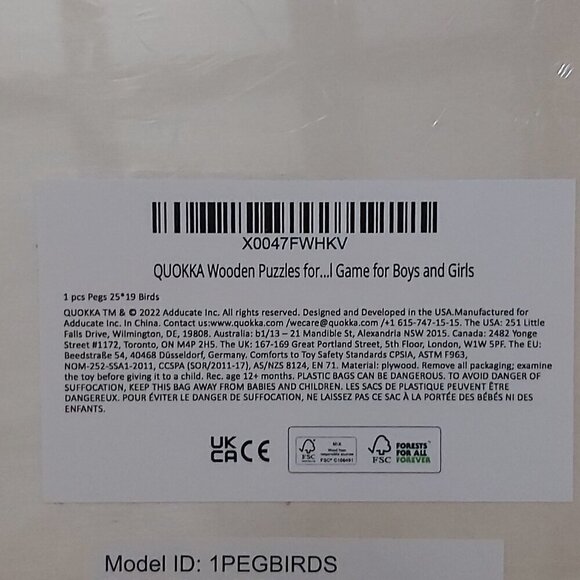 X0047FWHKV
QUOKKA Wooden Puzzles for...l Game for Boys and Girls
1 pcs Pegs 25*19 Birds
QUOKKA TM & © 2022 Adducate Inc. All rights reserved. Designed and Developed in the USA.Manufactured for
Adducate Inc. In China. Contact us:www.quokka.com /wecare@quokka.com /+1 615-747-15-15. The USA: 251 Little
Falls Drive, Wilmington, DE, 19808. Australia: b1/13 – 21 Mandible St, Alexandria NSW 2015. Canada: 2482 Yonge
Street #1172, Toronto, ON M4P 2H5. The UK: 167-169 Great Portland Street, 5th Floor, London, W1W 5PF. The EU:
Beedstraße 54, 40468 Düsseldorf, Germany. Comforts to Toy Safety Standards CPSIA, ASTM F963,
NOM-252-SSA1-2011, CCPSA (SOR/2011-17), AS/NZS 8124, EN 71. Material: plywood. Remove all packaging; examine
the toy before giving it to a child. Rec. age 12+ months. PLASTIC BAGS CAN BE DANGEROUS. TO AVOID DANGER OF
SUFFOCATION, KEEP THIS BAG AWAY FROM BABIES AND CHILDREN. LES SACS DE PLASTIQUE PEUVENT ÊTRE
DANGEREUX. POUR ÉVITER LE DANGER DE SUFFOCATION, NE LAISSEZ PAS CE SAC À LA PORTÉE DES BÉBÉS NI DES
ENFANTS.
UK
CA CE
FSC
MIX
FSC FORESTS
FOR ALL
FOREVER
Model ID: 1PEGBIRDS